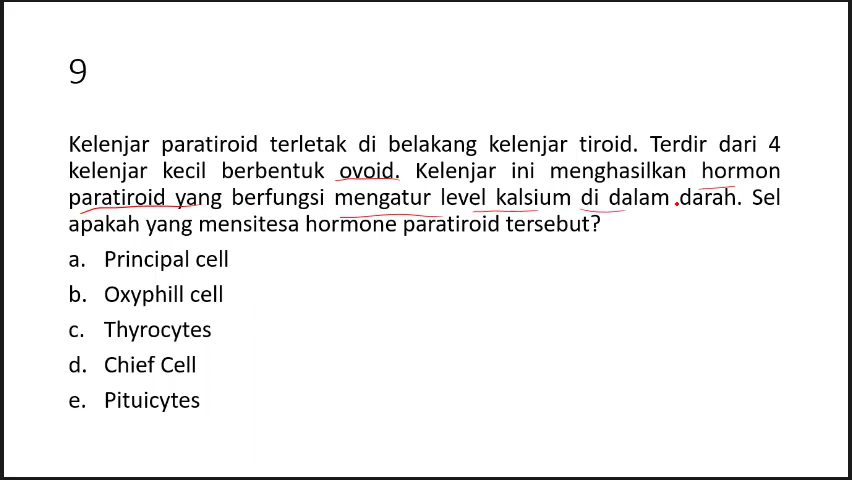 9
Kelenjar paratiroid terletak di belakang kelenjar tiroid. Terdir dari 4
kelenjar kecil berbentuk ovoid. Kelenjar ini menghasilkan hormon
paratiroid yang berfungsi mengatur level kalsium di dalam darah. Sel
apakah yang mensitesa hormone paratiroid tersebut?
a. Principal cell
b. Oxyphill cell
c. Thyrocytes
d. Chief Cell
e. Pituicytes